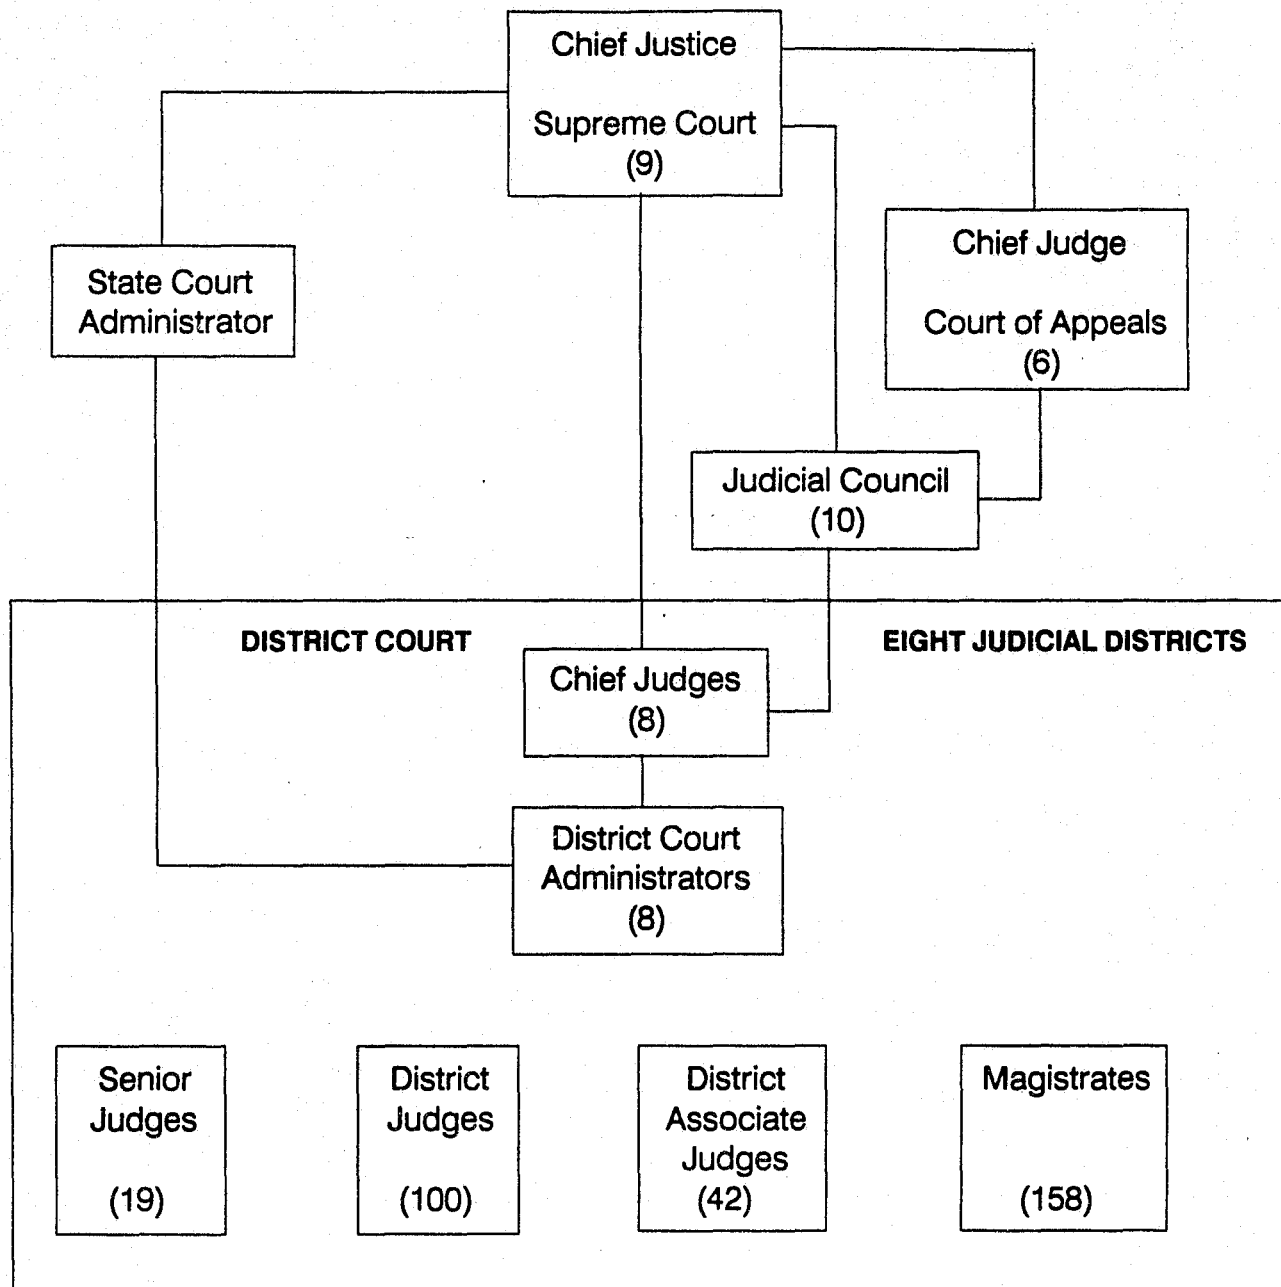 Chief Justice
Supreme Court
(9)
Chief Judge
Court of Appeals
(6)
State Court
Administrator
Judicial Council
(10)
DISTRICT COURT
EIGHT JUDICIAL DISTRICTS
Chief Judges
(8)
District Court
Administrators
(8)
Senior
Judges
(19)
District
Judges
(100)
District
Associate
Judges
(42)
Magistrates
(158)